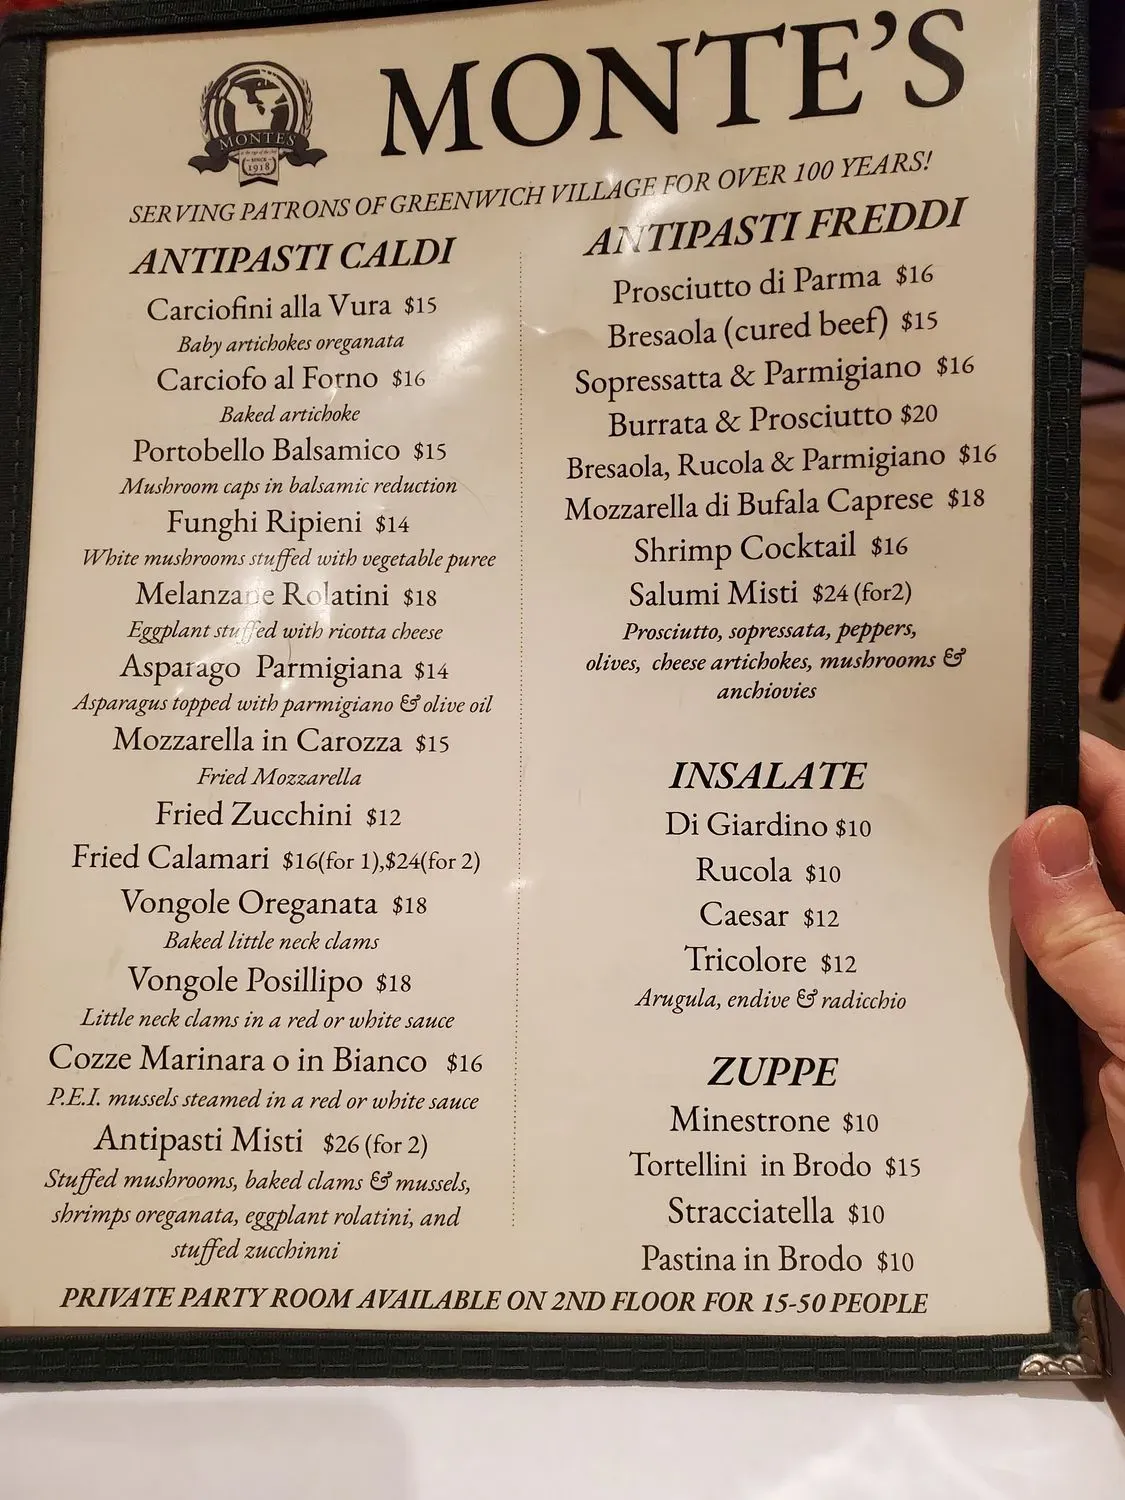 MONTE'S
MONTE'S
SINCE
1918
SERVING PATRONS OF GREENWICH VILLAGE FOR OVER 100 YEARS!
ANTIPASTI CALDI
Carciofini alla Vura $15
Baby artichokes oreganata
Carciofo al Forno $16
Baked artichoke
Portobello Balsamico $15
Mushroom caps in balsamic reduction
Funghi Ripieni $14
White mushrooms stuffed with vegetable puree
Melanzane Rolatini $18
Eggplant stuffed with ricotta cheese
Asparago Parmigiana $14
Asparagus topped with parmigiano & olive oil
Mozzarella in Carozza $15
Fried Mozzarella
Fried Zucchini $12
Fried Calamari $16(for 1),$24(for 2)
Vongole Oreganata $18
Baked little neck clams
Vongole Posillipo $18
Little neck clams in a red or white sauce
Cozze Marinara o in Bianco $16
P.E.I. mussels steamed in a red or white sauce
Antipasti Misti $26 (for 2)
Stuffed mushrooms, baked clams & mussels,
shrimps oreganata, eggplant rolatini, and
stuffed zucchinni
ANTIPASTI FREDDI
Prosciutto di Parma $16
Bresaola (cured beef) $15
Sopressatta & Parmigiano $16
Burrata & Prosciutto $20
Bresaola, Rucola & Parmigiano $16
Mozzarella di Bufala Caprese $18
Shrimp Cocktail $16
Salumi Misti $24 (for2)
Prosciutto, sopressata, peppers,
olives, cheese artichokes, mushrooms &
anchiovies
INSALATE
Di Giardino $10
Rucola $10
Caesar $12
Tricolore $12
Arugula, endive & radicchio
ZUPPE
Minestrone $10
Tortellini in Brodo $15
Stracciatella $10
Pastina in Brodo $10
PRIVATE PARTY ROOM AVAILABLE ON 2ND FLOOR FOR 15-50 PEOPLE